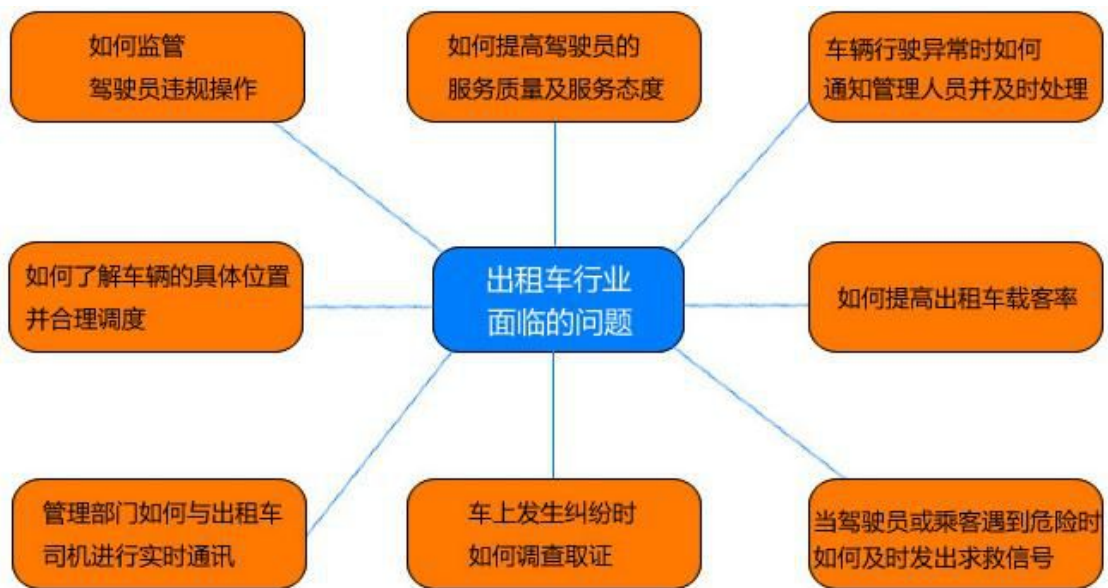 如何监管
驾驶员违规操作
如何提高驾驶员的
服务质量及服务态度
车辆行驶异常时如何
通知管理人员并及时处理
如何了解车辆的具体位置
并合理调度
出租车行业
面临的问题
如何提高出租车载客率
管理部门如何与出租车
司机进行实时通讯
车上发生纠纷时
如何调查取证
当驾驶员或乘客遇到危险时
如何及时发出求救信号